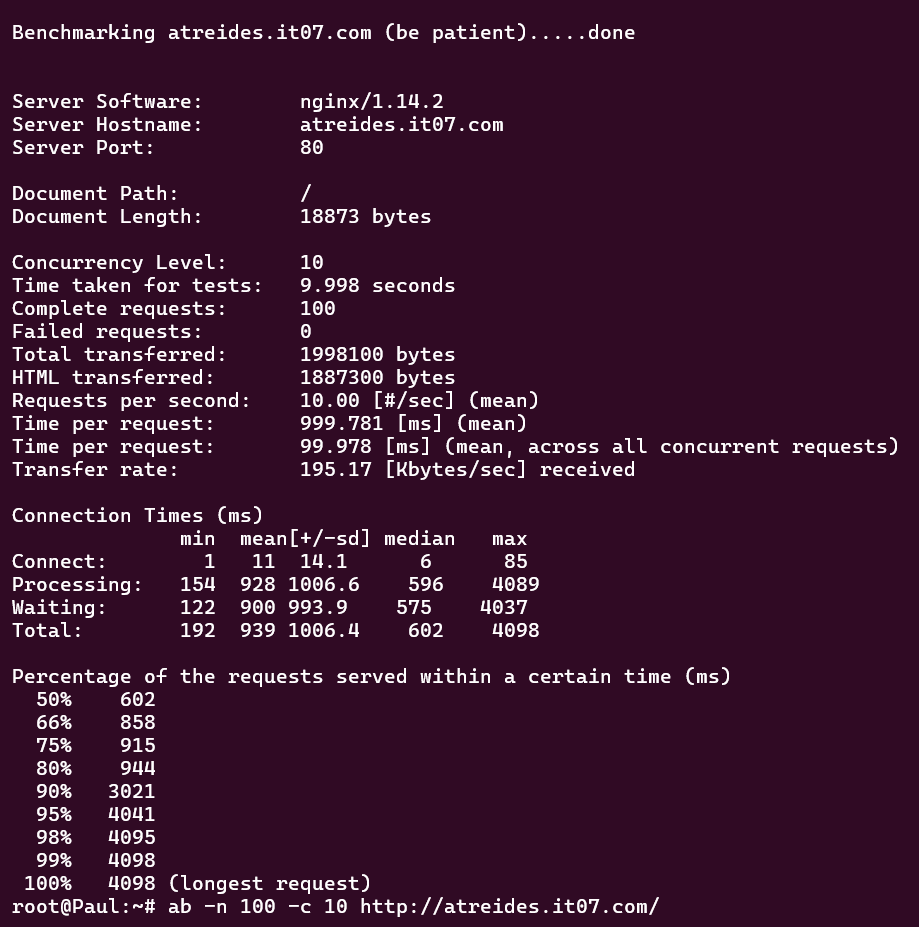 Benchmarking atreides.it07.com (be patient).....done
Server Software:        nginx/1.14.2
Server Hostname:        atreides.it07.com
Server Port:            80
Document Path:          /
Document Length:        18873 bytes
Concurrency Level:      10
Time taken for tests:   9.998 seconds
Complete requests:      100
Failed requests:        0
Total transferred:      1998100 bytes
HTML transferred:       1887300 bytes
Requests per second:    10.00 [#/sec] (mean)
Time per request:       999.781 [ms] (mean)
Time per request:       99.978 [ms] (mean, across all concurrent requests)
Transfer rate:          195.17 [Kbytes/sec] received
Connection Times (ms)
              min  mean[+/-sd] median   max
Connect:        1   11  14.1      6      85
Processing:   154  928 1006.6    596    4089
Waiting:      122  900 993.9    575    4037
Total:        192  939 1006.4    602    4098
Percentage of the requests served within a certain time (ms)
  50%    602
  66%    858
  75%    915
  80%    944
  90%   3021
  95%   4041
  98%   4095
  99%   4098
 100%   4098 (longest request)
root@Paul:~# ab -n 100 -c 10 http://atreides.it07.com/